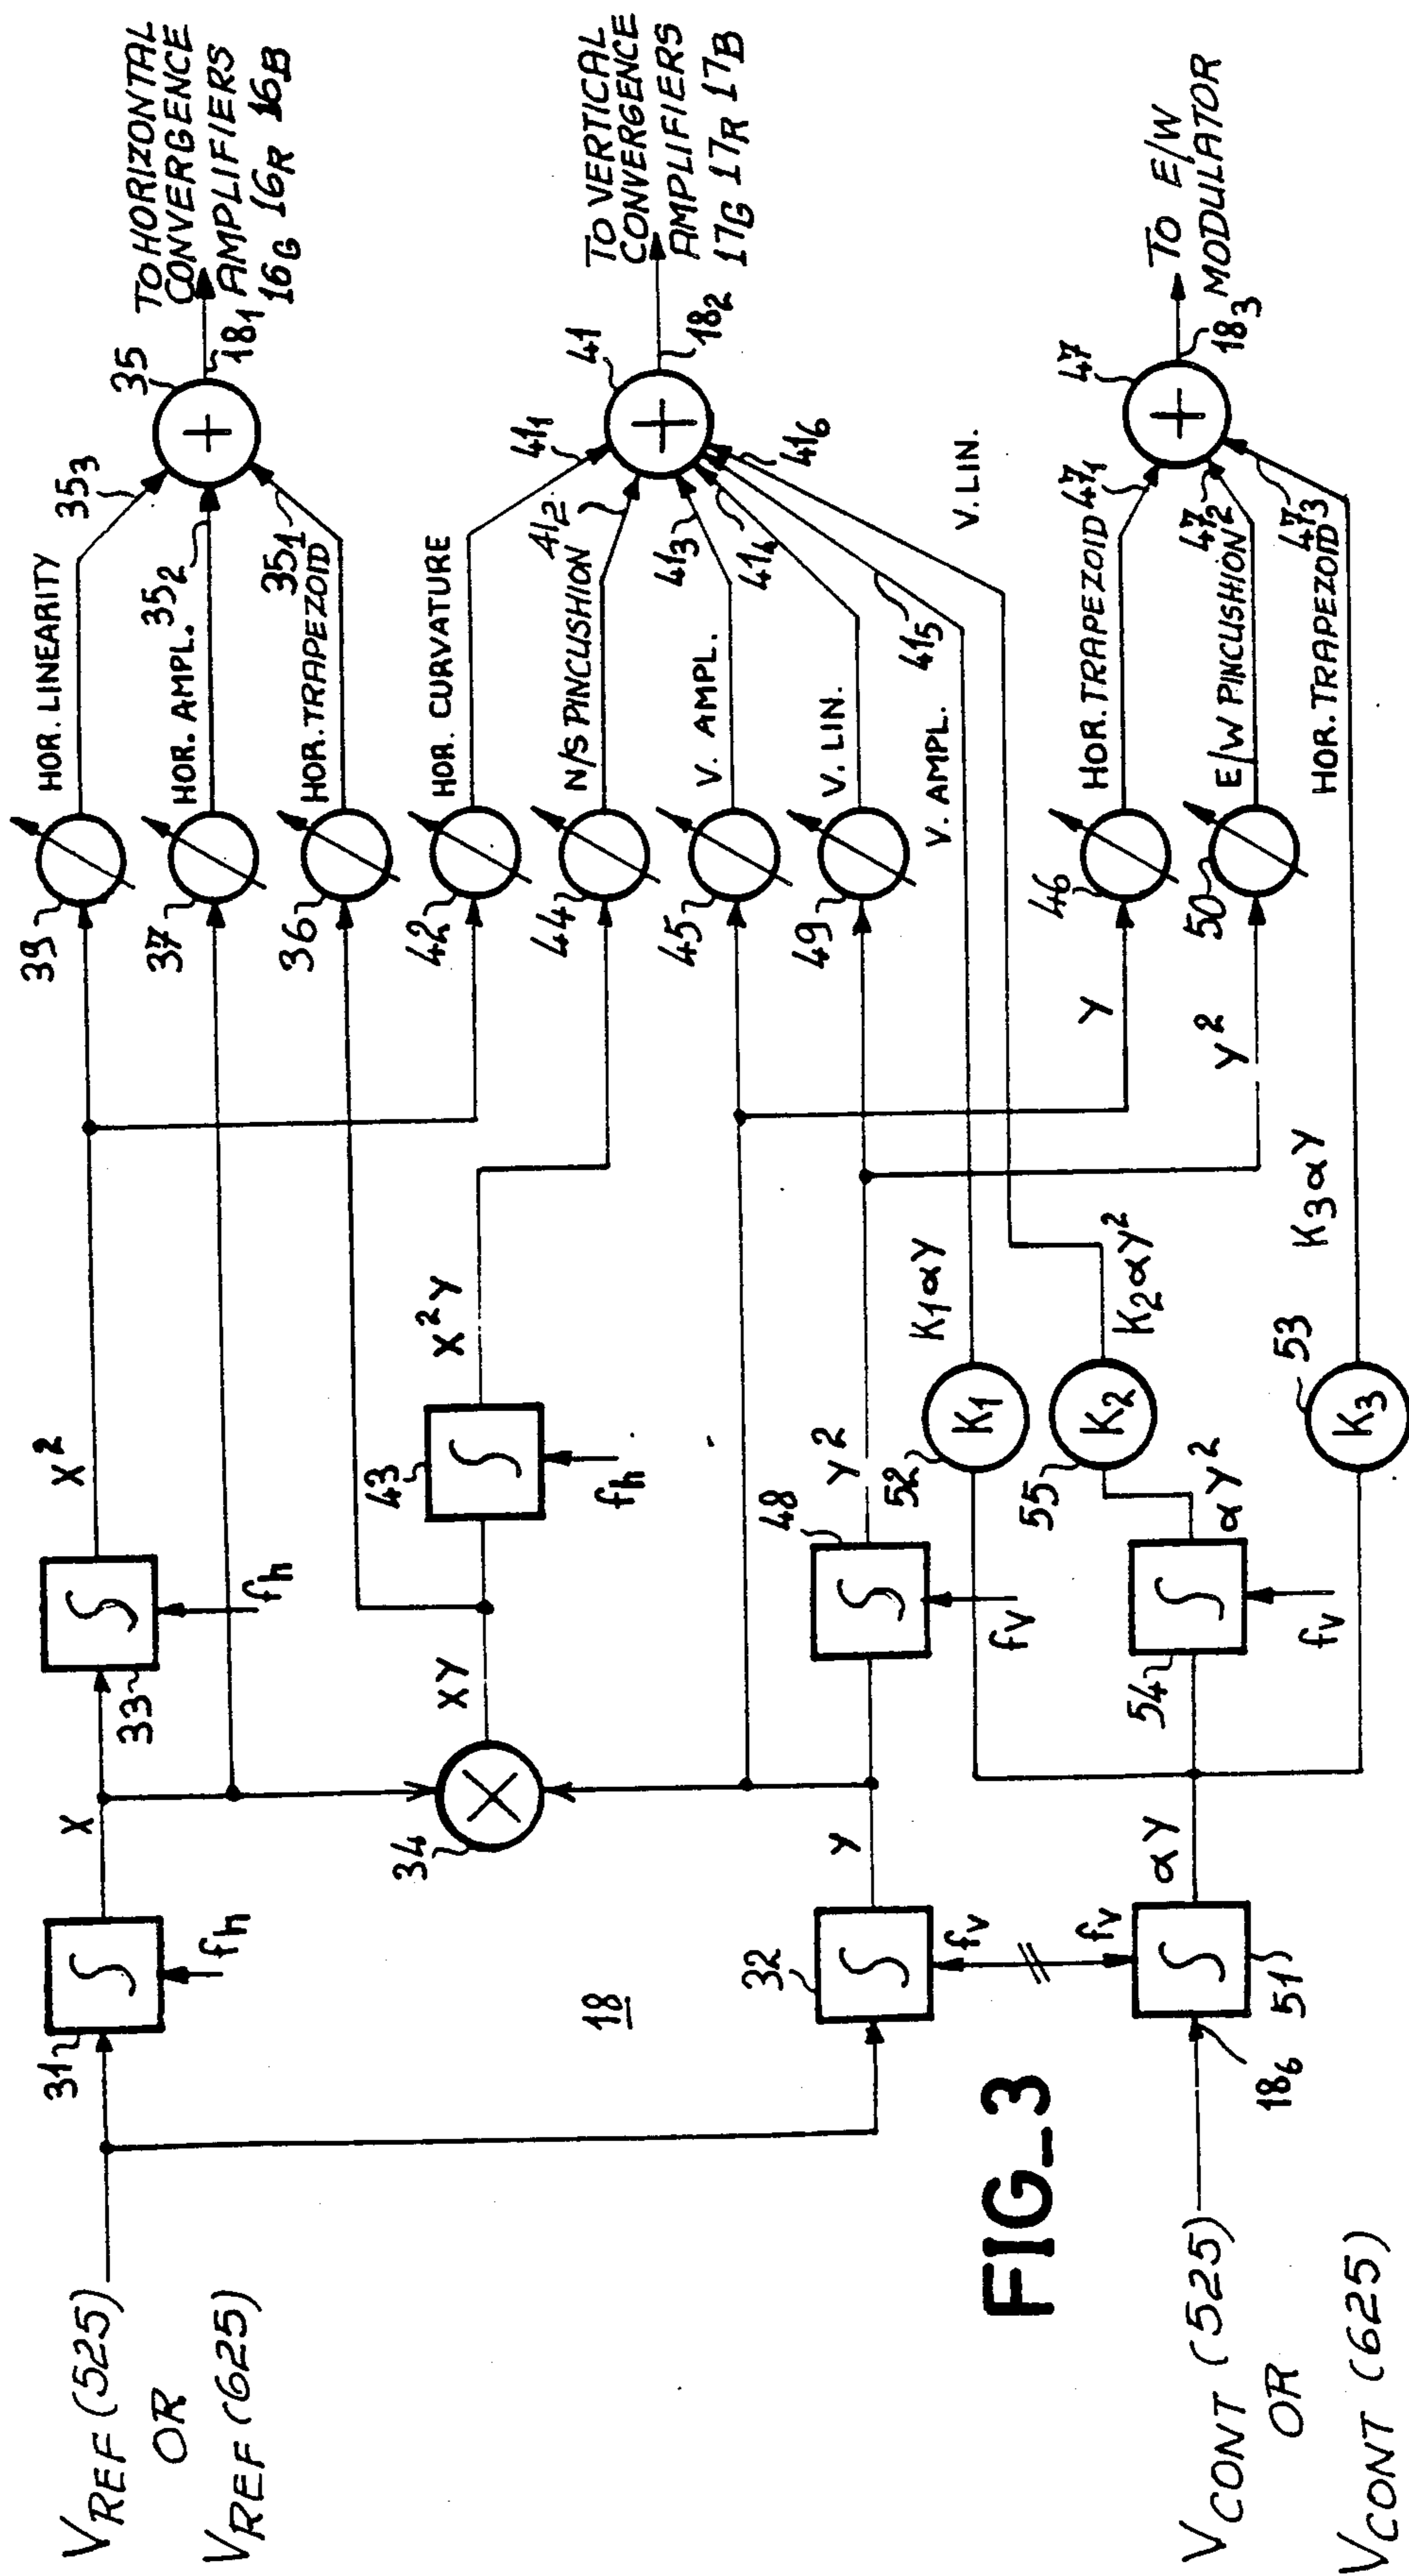 V REF (525)
OR
V REF (625)
31
fh
X
33
fh
X²
39
HOR. LINEARITY
35₃
35
18₁
TO HORIZONTAL
CONVERGENCE
AMPLIFIERS
16G 16R 16B
37
HOR. AMPL.
35₂
36
HOR. TRAPEZOID
35₁
34
XY
43
fh
X²Y
42
HOR. CURVATURE
41₁
44
N/S PINCUSHION
41₂
45
V. AMPL.
41₃
49
V. LIN.
41₄
V. AMPL.
41₅
V. LIN.
41₆
41
18₂
TO VERTICAL
CONVERGENCE
AMPLIFIERS
17G 17R 17B
18
32
fv
Y
48
fv
Y²
52
K1
K1αY
55
K2
K2αY²
Y
46
HOR. TRAPEZOID
47₁
Y²
50
E/W PINCUSHION
47₂
HOR. TRAPEZOID
47₃
47
18₃
TO E/W
MODULATOR
V CONT (525)
OR
V CONT (625)
18₆
51
fv
αY
54
fv
αY²
K3
53
K3αY
FIG_3